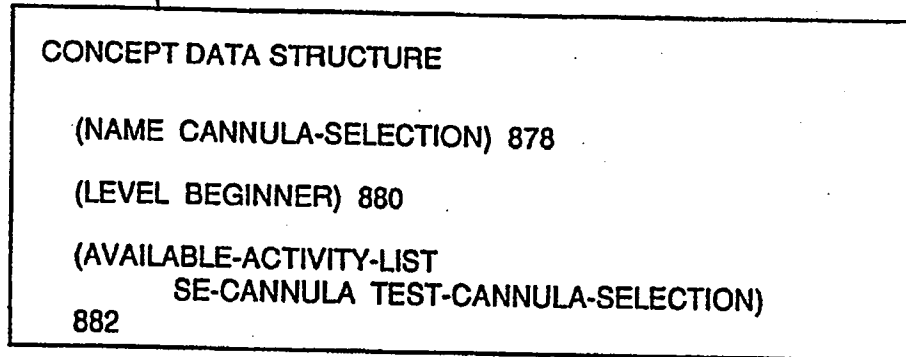 CONCEPT DATA STRUCTURE
(NAME CANNULA-SELECTION) 878
(LEVEL BEGINNER) 880
(AVAILABLE-ACTIVITY-LIST
SE-CANNULA TEST-CANNULA-SELECTION)
882